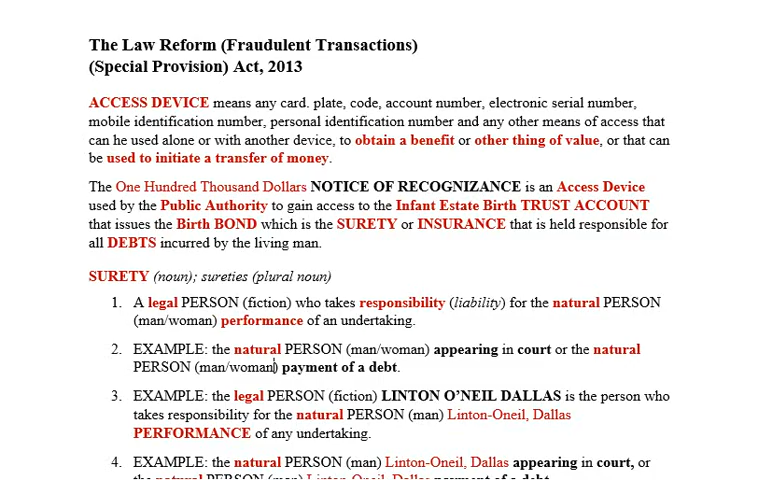 The Law Reform (Fraudulent Transactions)
(Special Provision) Act, 2013
ACCESS DEVICE means any card. plate, code, account number, electronic serial number,
mobile identification number, personal identification number and any other means of access that
can he used alone or with another device, to obtain a benefit or other thing of value, or that can
be used to initiate a transfer of money.
The One Hundred Thousand Dollars NOTICE OF RECOGNIZANCE is an Access Device
used by the Public Authority to gain access to the Infant Estate Birth TRUST ACCOUNT
that issues the Birth BOND which is the SURETY or INSURANCE that is held responsible for
all DEBTS incurred by the living man.
SURETY (noun); sureties (plural noun)
1. A legal PERSON (fiction) who takes responsibility (liability) for the natural PERSON
(man/woman) performance of an undertaking.
2. EXAMPLE: the natural PERSON (man/woman) appearing in court or the natural
PERSON (man/woman) payment of a debt.
3. EXAMPLE: the legal PERSON (fiction) LINTON O’NEIL DALLAS is the person who
takes responsibility for the natural PERSON (man) Linton-Oneil, Dallas
PERFORMANCE of any undertaking.
4. EXAMPLE: the natural PERSON (man) Linton-Oneil, Dallas appearing in court, or
the natural PERSON (man) Linton-Oneil, Dallas payment of a debt